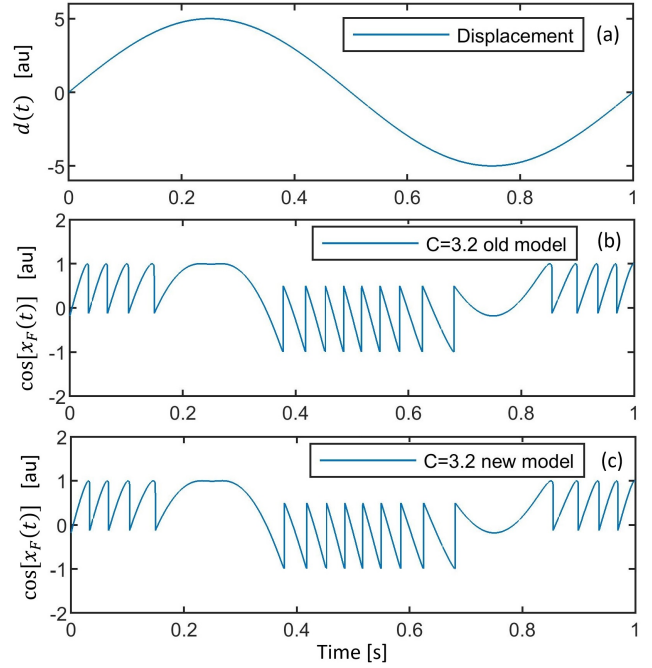 5
0
-5
d(t) [au]
Displacement
(a)
0 0.2 0.4 0.6 0.8 1
2
1
0
-1
-2
cos[x_F(t)] [au]
C=3.2 old model
(b)
0 0.2 0.4 0.6 0.8 1
2
1
0
-1
-2
cos[x_F(t)] [au]
C=3.2 new model
(c)
0 0.2 0.4 0.6 0.8 1
Time [s]